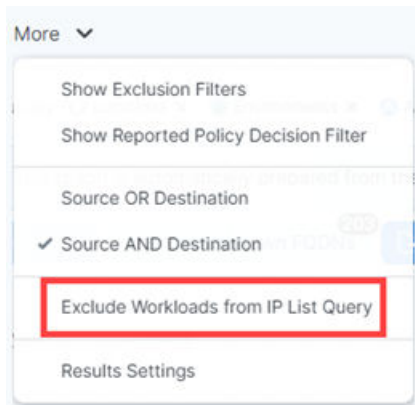 More
Show Exclusion Filters
Show Reported Policy Decision Filter
Source OR Destination
Source AND Destination
Exclude Workloads from IP List Query
Results Settings